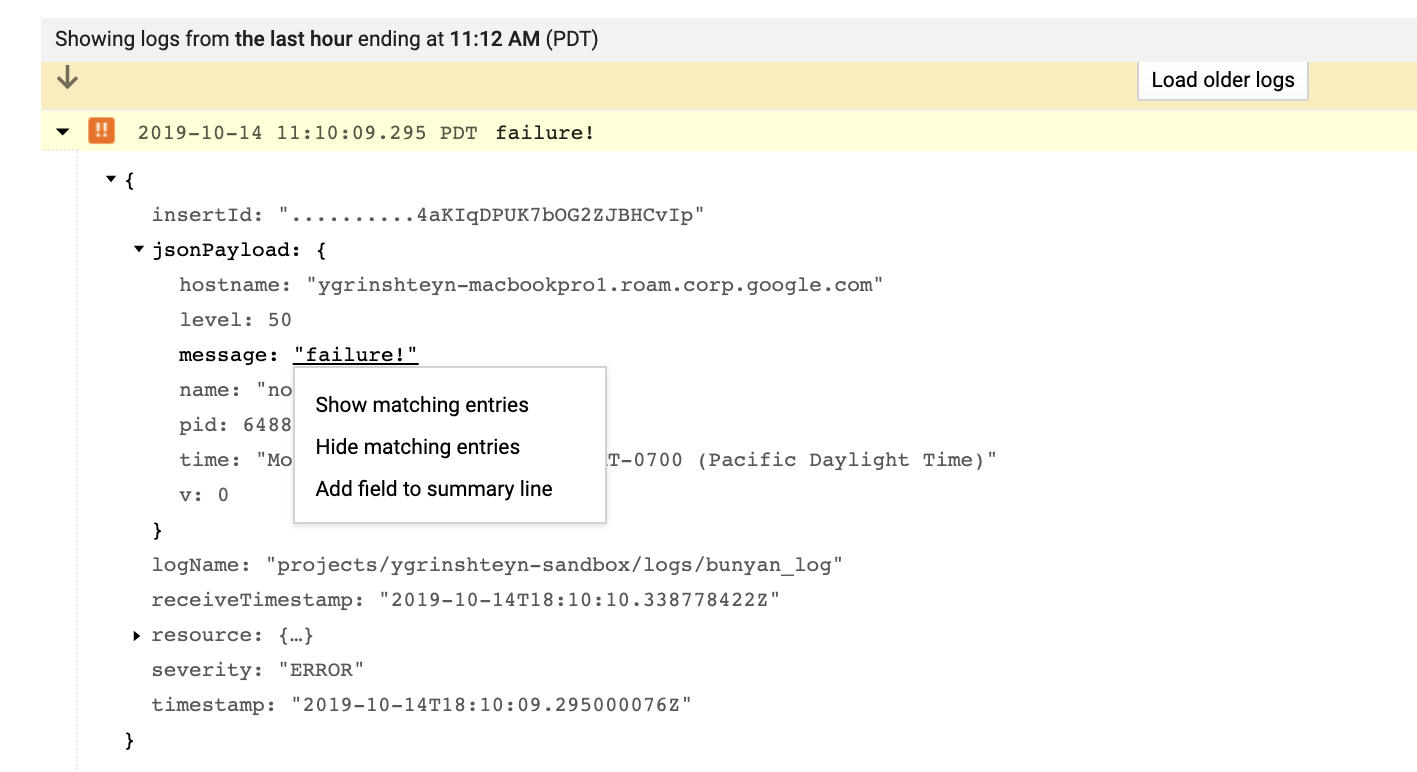 Showing logs from the last hour ending at 11:12 AM (PDT)
Load older logs
!! 2019-10-14 11:10:09.295 PDT failure!
{
insertId: "..........4aKIqDPUK7bOG2ZJBHCvIp"
jsonPayload: {
hostname: "ygrinshteyn-macbookpro1.roam.corp.google.com"
level: 50
message: "failure!"
name: "no
Show matching entries
pid: 6488
Hide matching entries
time: "Mo T-0700 (Pacific Daylight Time)"
Add field to summary line
v: 0
}
logName: "projects/ygrinshteyn-sandbox/logs/bunyan_log"
receiveTimestamp: "2019-10-14T18:10:10.338778422Z"
resource: {…}
severity: "ERROR"
timestamp: "2019-10-14T18:10:09.295000076Z"
}